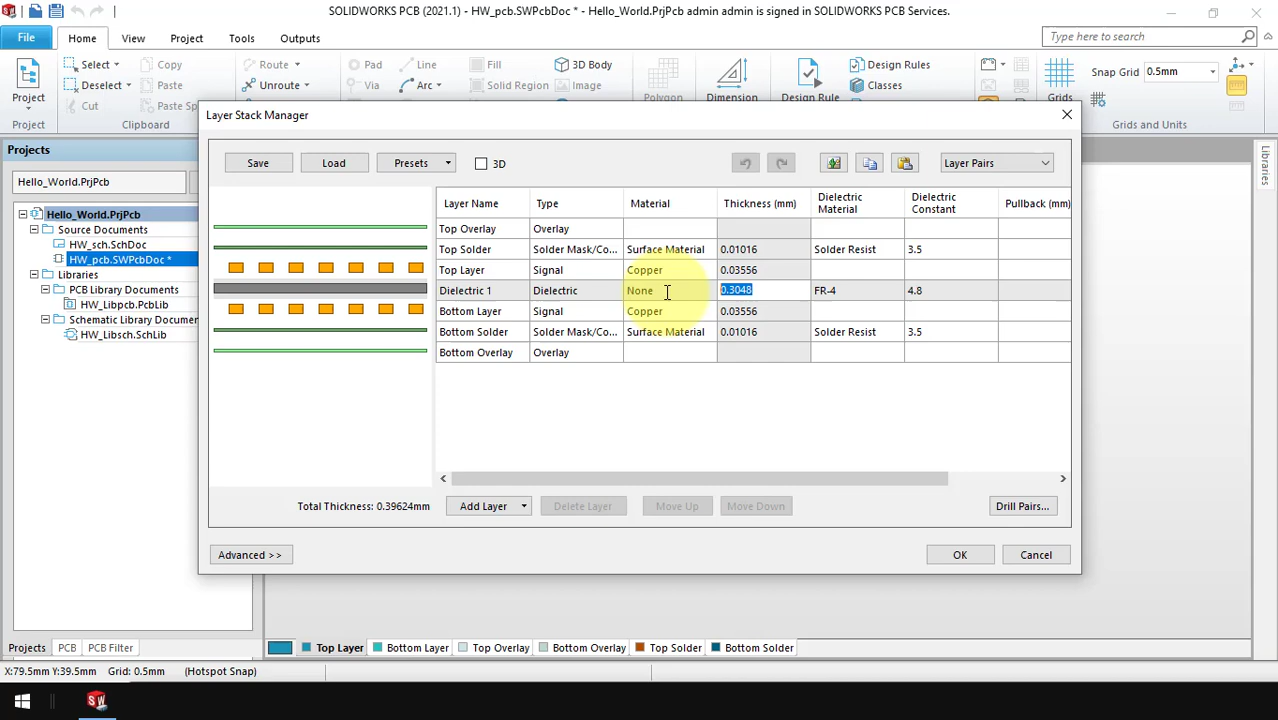 SOLIDWORKS PCB (2021.1) - HW_pcb.SWPcbDoc * - Hello_World.PrjPcb admin admin is signed in SOLIDWORKS PCB Services.
File Home View Project Tools Outputs Type here to search
Select Copy Route Pad Line Fill 3D Body Design Rules Snap Grid 0.5mm
Deselect Paste Unroute Via Arc Solid Region Image Classes
Project Cut Paste Sp Polygon Dimension Design Rule Grids
Project Clipboard Grids and Units
Projects
Hello_World.PrjPcb
Hello_World.PrjPcb
Source Documents
HW_sch.SchDoc
HW_pcb.SWPcbDoc *
Libraries
PCB Library Documents
HW_Libpcb.PcbLib
Schematic Library Documen
HW_Libsch.SchLib
Libraries
Layer Stack Manager
Save Load Presets 3D Layer Pairs
Layer Name Type Material Thickness (mm) Dielectric Material Dielectric Constant Pullback (mm)
Top Overlay Overlay
Top Solder Solder Mask/Co... Surface Material 0.01016 Solder Resist 3.5
Top Layer Signal Copper 0.03556
Dielectric 1 Dielectric None 0.3048 FR-4 4.8
Bottom Layer Signal Copper 0.03556
Bottom Solder Solder Mask/Co... Surface Material 0.01016 Solder Resist 3.5
Bottom Overlay Overlay
Total Thickness: 0.39624mm Add Layer Delete Layer Move Up Move Down Drill Pairs...
Advanced >> OK Cancel
Projects PCB PCB Filter Top Layer Bottom Layer Top Overlay Bottom Overlay Top Solder Bottom Solder
X:79.5mm Y:39.5mm Grid: 0.5mm (Hotspot Snap)